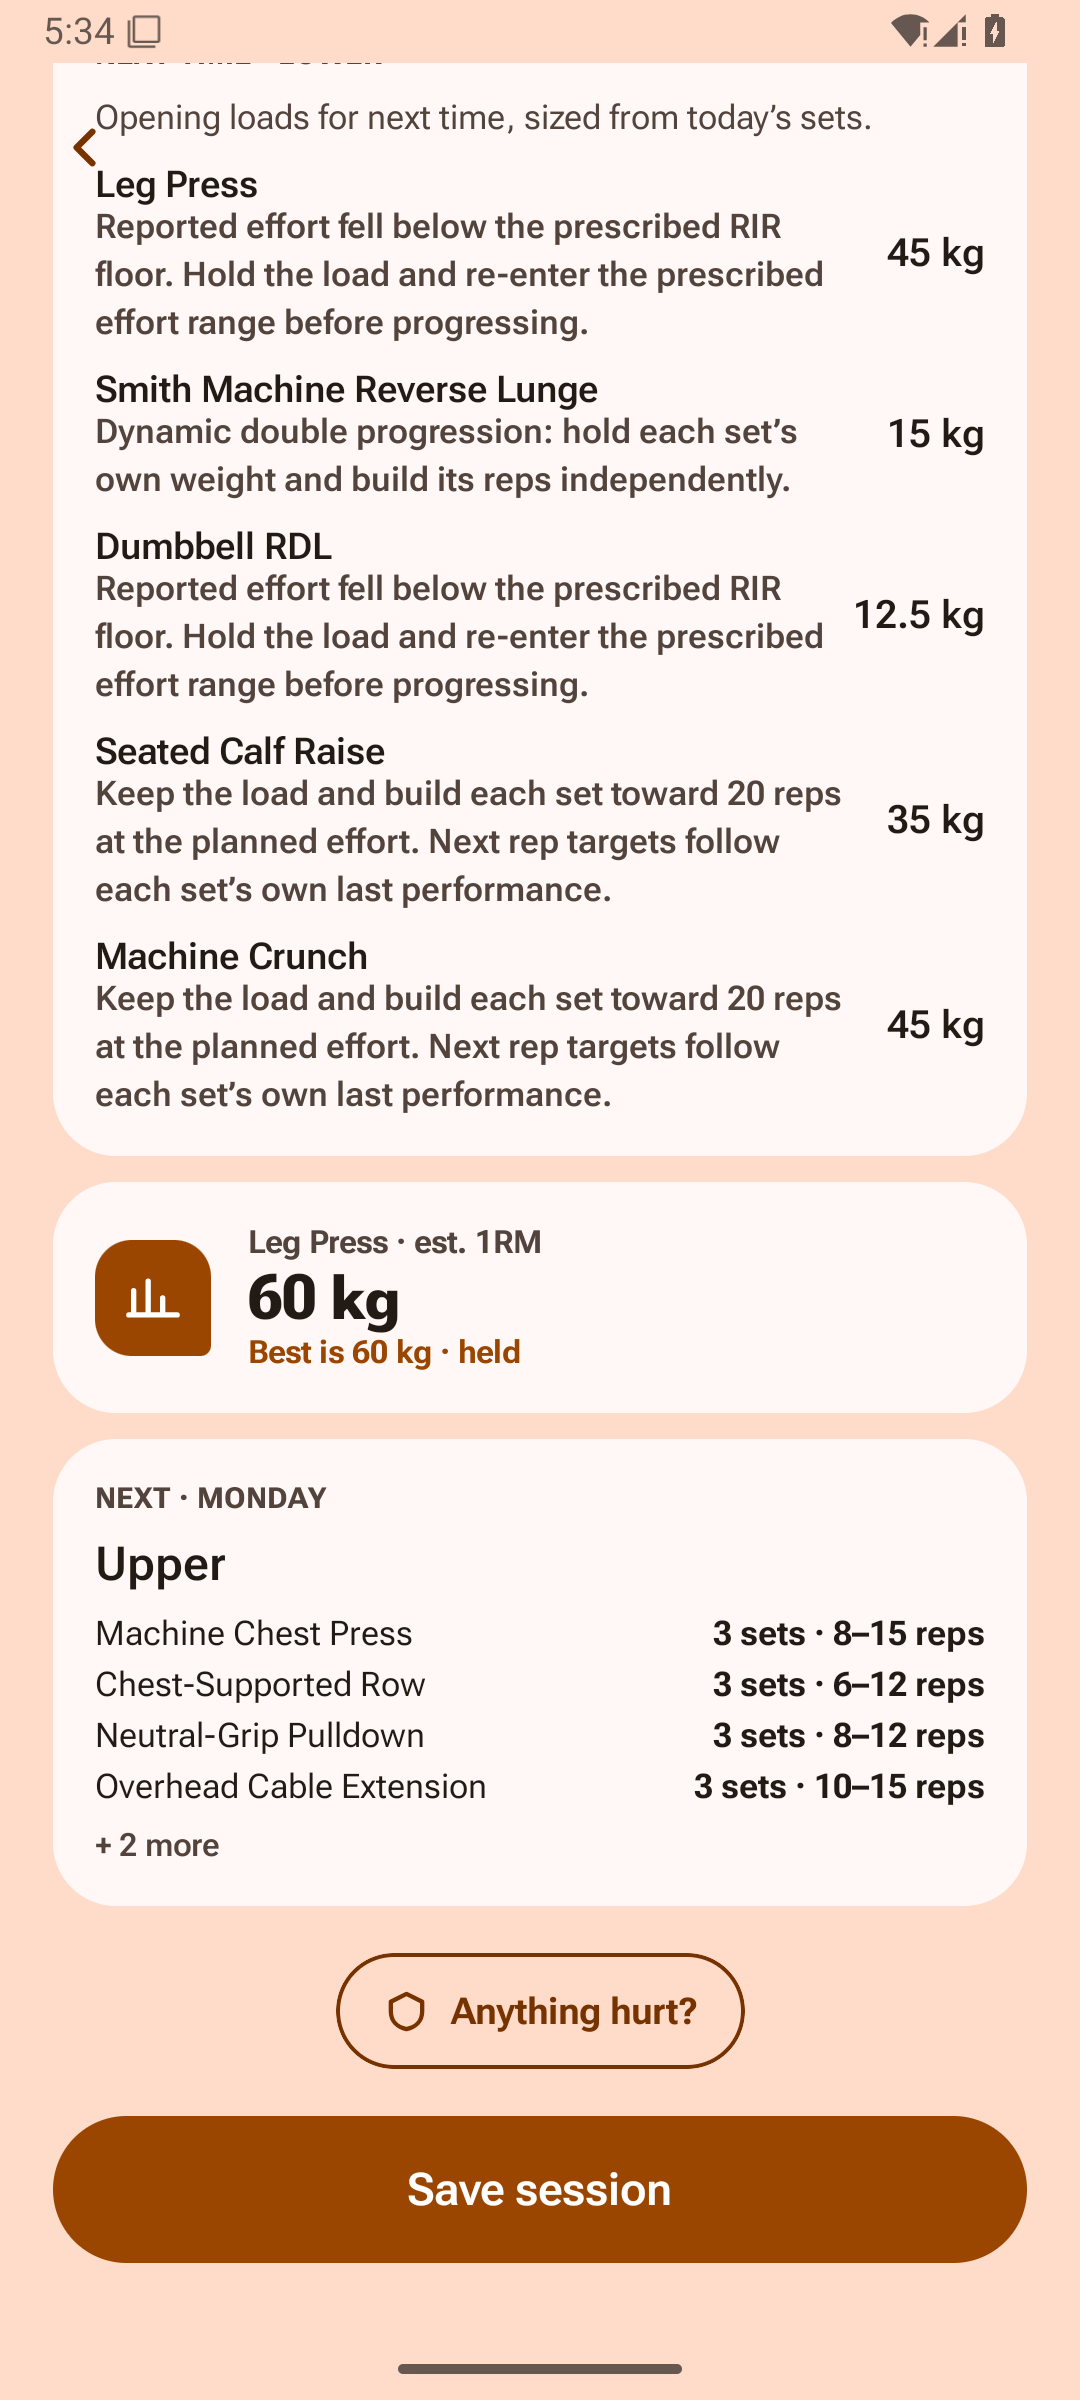 5:34
Opening loads for next time, sized from today’s sets.
Leg Press
Reported effort fell below the prescribed RIR
floor. Hold the load and re-enter the prescribed
effort range before progressing.
45 kg
Smith Machine Reverse Lunge
Dynamic double progression: hold each set’s
own weight and build its reps independently.
15 kg
Dumbbell RDL
Reported effort fell below the prescribed RIR
floor. Hold the load and re-enter the prescribed
effort range before progressing.
12.5 kg
Seated Calf Raise
Keep the load and build each set toward 20 reps
at the planned effort. Next rep targets follow
each set’s own last performance.
35 kg
Machine Crunch
Keep the load and build each set toward 20 reps
at the planned effort. Next rep targets follow
each set’s own last performance.
45 kg
Leg Press · est. 1RM
60 kg
Best is 60 kg · held
NEXT · MONDAY
Upper
Machine Chest Press 3 sets · 8–15 reps
Chest-Supported Row 3 sets · 6–12 reps
Neutral-Grip Pulldown 3 sets · 8–12 reps
Overhead Cable Extension 3 sets · 10–15 reps
+ 2 more
Anything hurt?
Save session